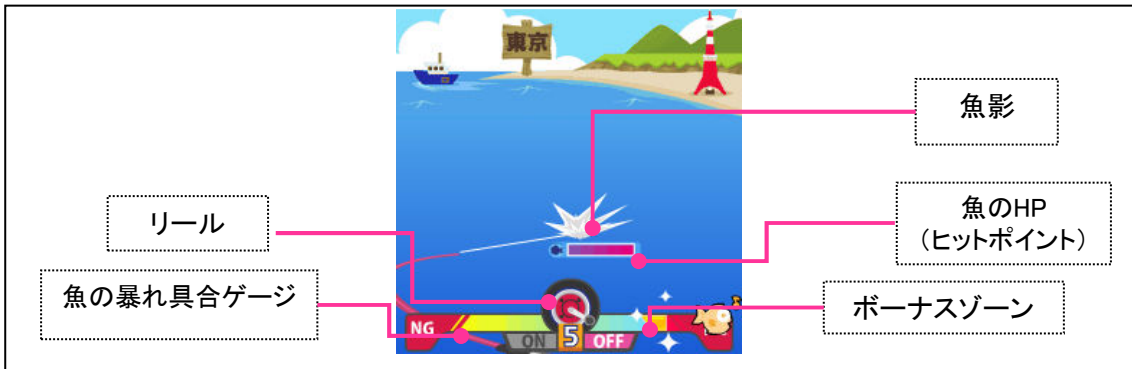 東京
魚影
リール
魚のHP
（ヒットポイント）
魚の暴れ具合ゲージ
ボーナスゾーン
NG
ON
5
OFF